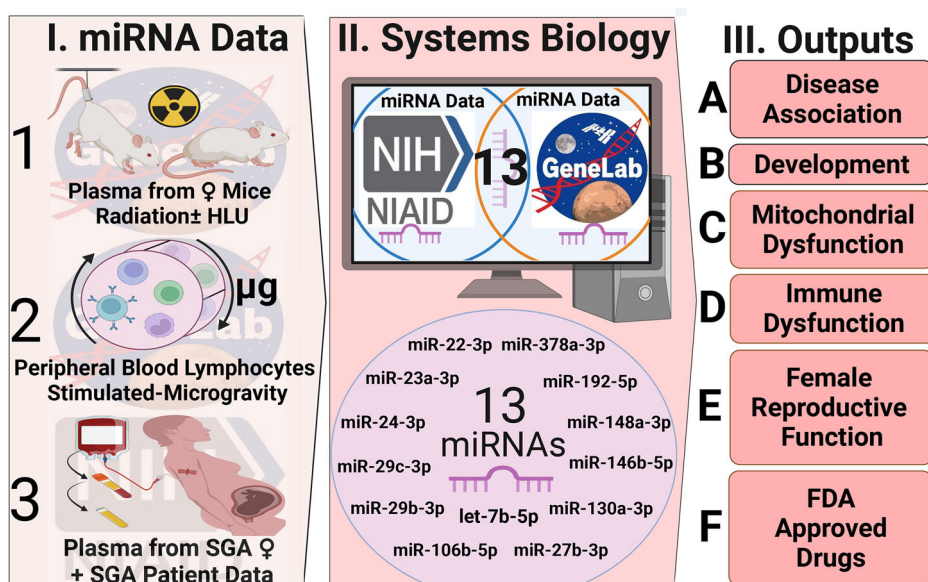 I. miRNA Data
1
Plasma from ♀ Mice
Radiation± HLU
2
μg
Peripheral Blood Lymphocytes
Stimulated-Microgravity
3
Plasma from SGA ♀
+ SGA Patient Data
II. Systems Biology
miRNA Data
miRNA Data
NIH
NIAID
13
GeneLab
miR-22-3p
miR-378a-3p
miR-23a-3p
miR-192-5p
miR-24-3p
13
miRNAs
miR-148a-3p
miR-29c-3p
miR-146b-5p
miR-29b-3p
let-7b-5p
miR-130a-3p
miR-106b-5p
miR-27b-3p
III. Outputs
A
Disease
Association
B
Development
C
Mitochondrial
Dysfunction
D
Immune
Dysfunction
E
Female
Reproductive
Function
F
FDA
Approved
Drugs